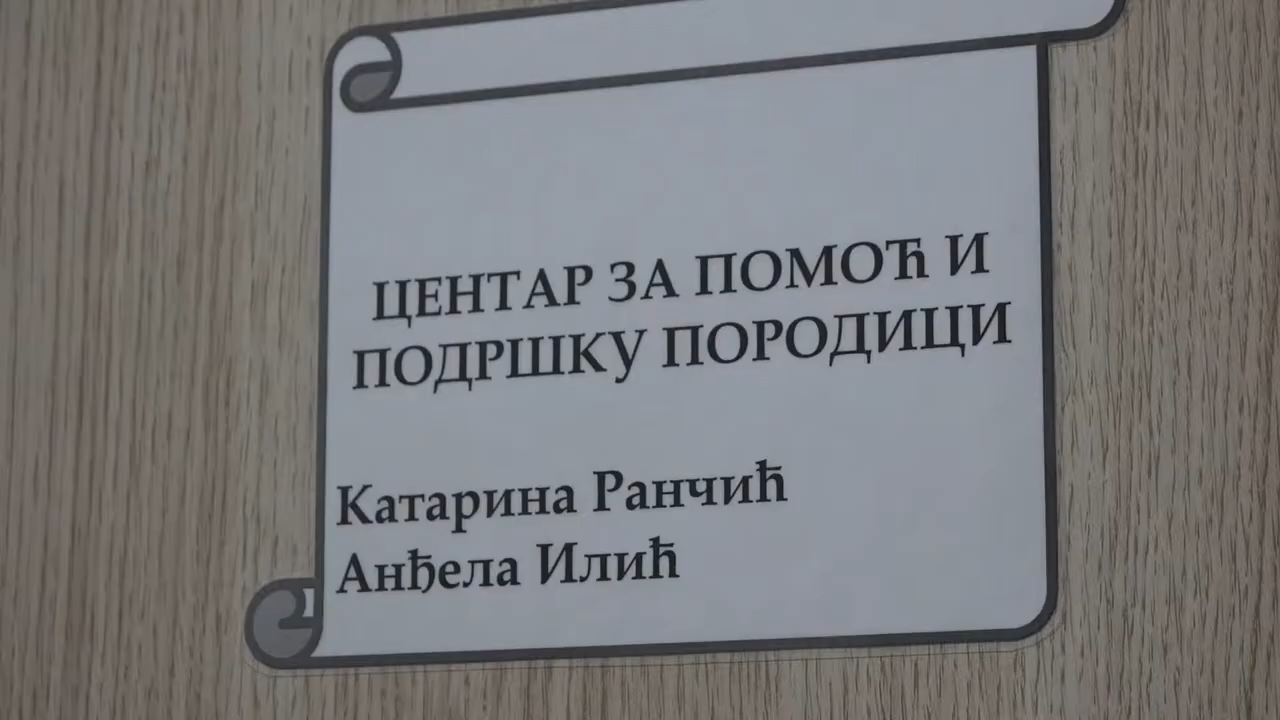 ЦЕНТАР ЗА ПОМОЋ И
ПОДРШКУ ПОРОДИЦИ
Катарина Ранчић
Анђела Илић